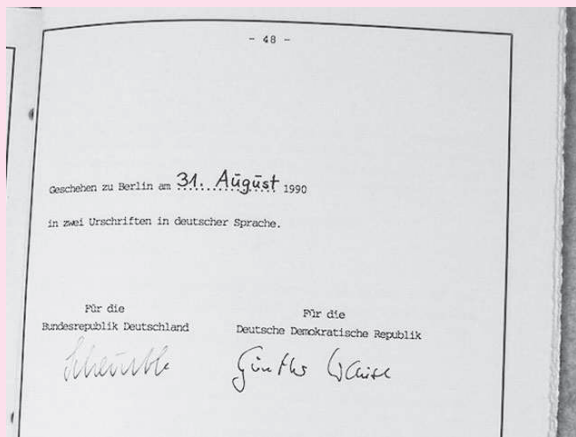 - 48 -
Geschehen zu Berlin am 31. August 1990
in zwei Urschriften in deutscher Sprache.
Für die
Bundesrepublik Deutschland
Für die
Deutsche Demokratische Republik
Günther